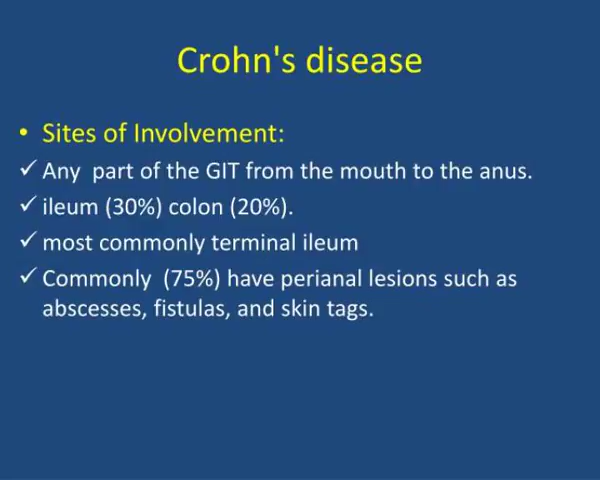 Crohn's disease
• Sites of Involvement:
✓ Any  part of the GIT from the mouth to the anus.
✓ ileum (30%) colon (20%).
✓ most commonly terminal ileum
✓ Commonly  (75%) have perianal lesions such as
abscesses, fistulas, and skin tags.